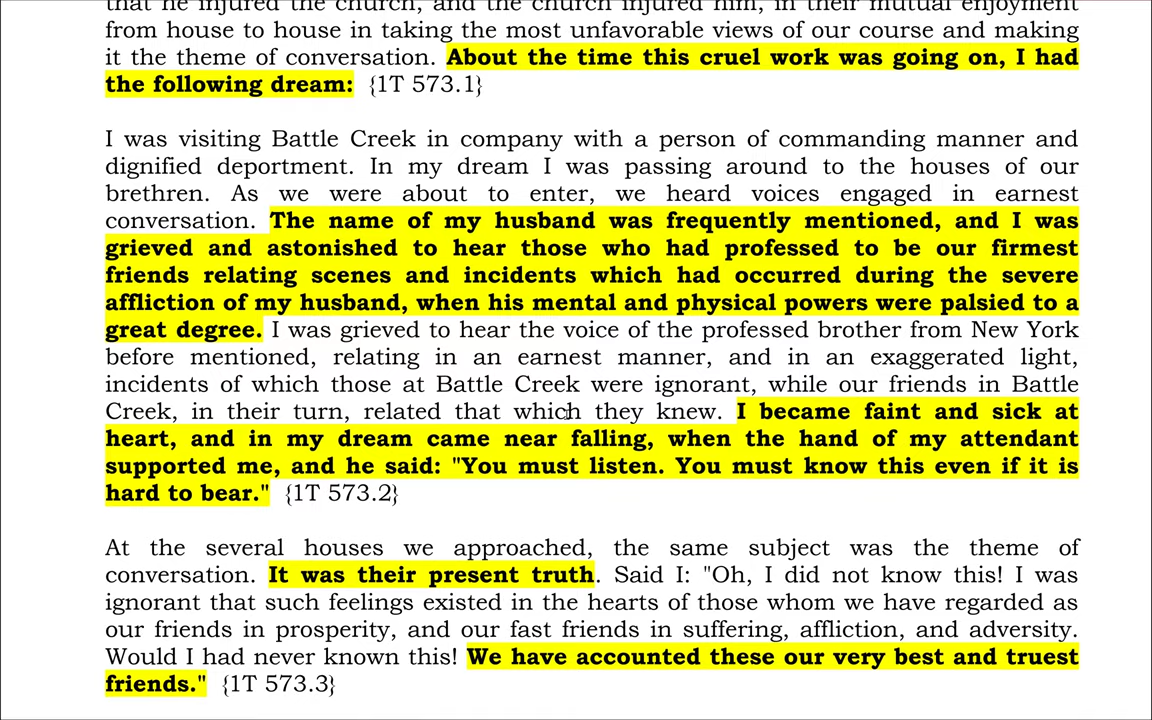 that he injured the church, and the church injured him, in their mutual enjoyment
from house to house in taking the most unfavorable views of our course and making
it the theme of conversation. About the time this cruel work was going on, I had
the following dream: {1T 573.1}
I was visiting Battle Creek in company with a person of commanding manner and
dignified deportment. In my dream I was passing around to the houses of our
brethren. As we were about to enter, we heard voices engaged in earnest
conversation. The name of my husband was frequently mentioned, and I was
grieved and astonished to hear those who had professed to be our firmest
friends relating scenes and incidents which had occurred during the severe
affliction of my husband, when his mental and physical powers were palsied to a
great degree. I was grieved to hear the voice of the professed brother from New York
before mentioned, relating in an earnest manner, and in an exaggerated light,
incidents of which those at Battle Creek were ignorant, while our friends in Battle
Creek, in their turn, related that which they knew. I became faint and sick at
heart, and in my dream came near falling, when the hand of my attendant
supported me, and he said: "You must listen. You must know this even if it is
hard to bear." {1T 573.2}
At the several houses we approached, the same subject was the theme of
conversation. It was their present truth. Said I: "Oh, I did not know this! I was
ignorant that such feelings existed in the hearts of those whom we have regarded as
our friends in prosperity, and our fast friends in suffering, affliction, and adversity.
Would I had never known this! We have accounted these our very best and truest
friends." {1T 573.3}